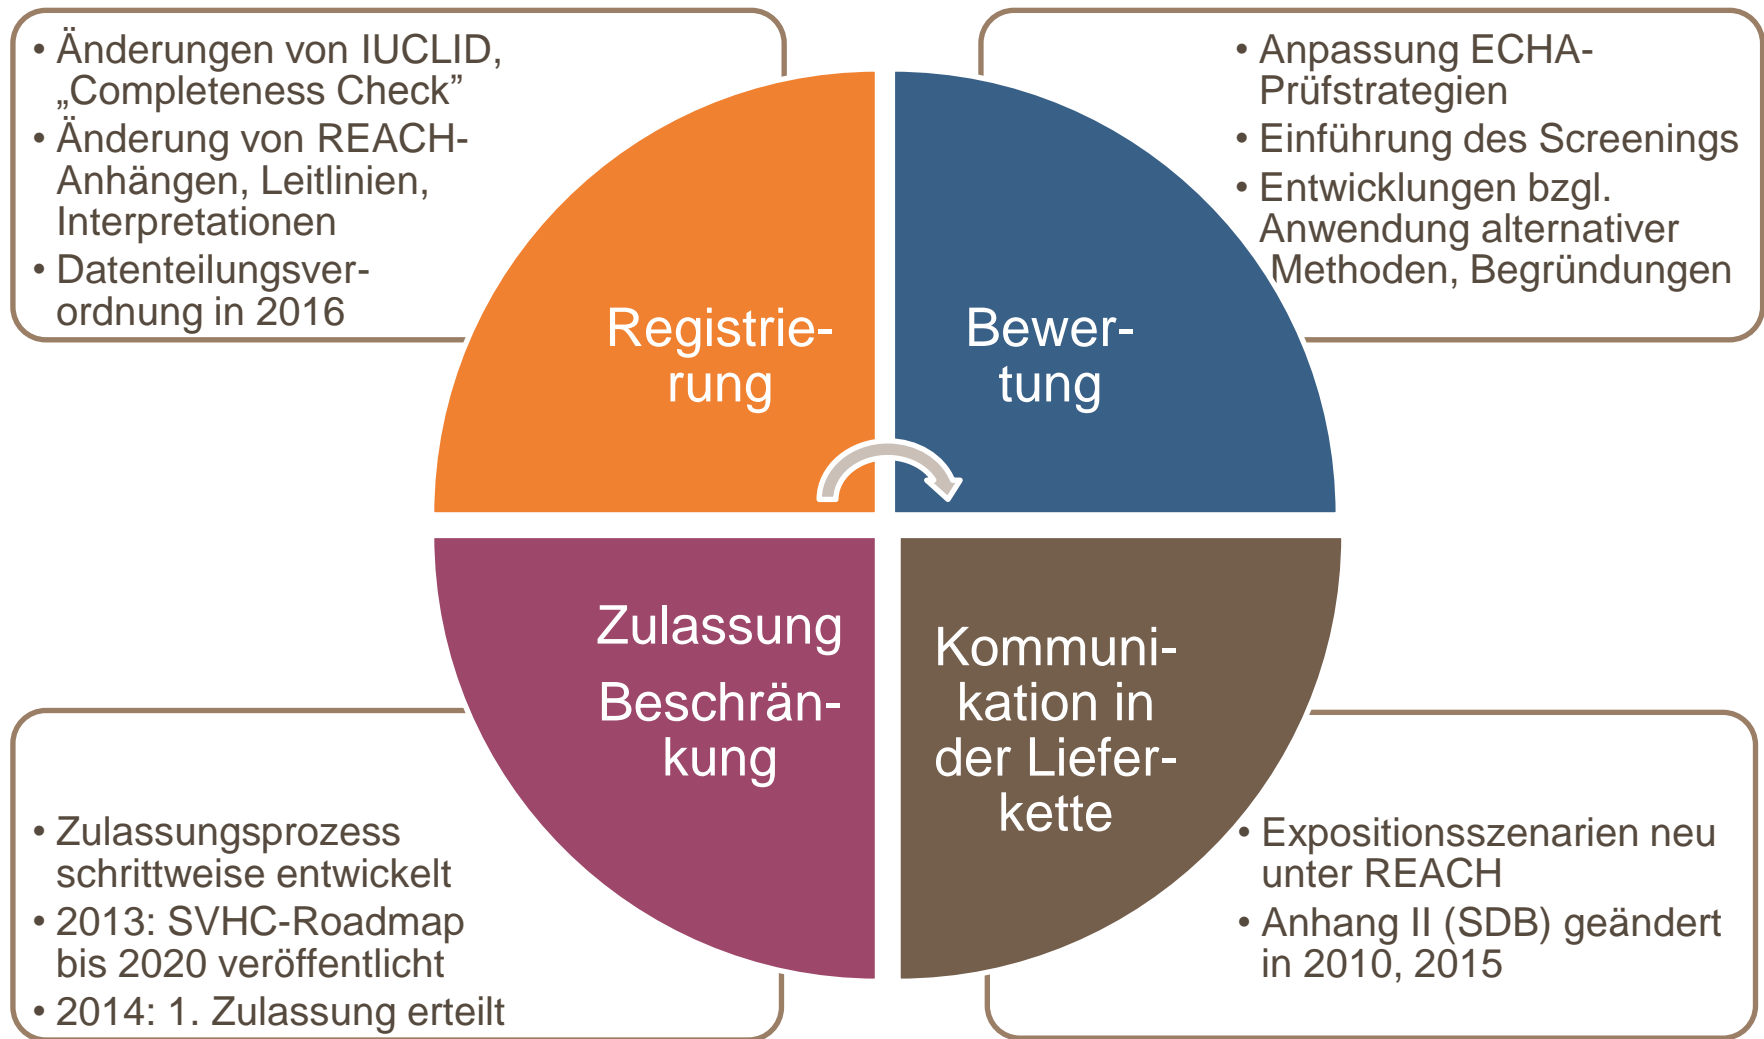 • Änderungen von IUCLID,
„Completeness Check”
• Änderung von REACH-
Anhängen, Leitlinien,
Interpretationen
• Datenteilungsver-
ordnung in 2016
• Anpassung ECHA-
Prüfstrategien
• Einführung des Screenings
• Entwicklungen bzgl.
Anwendung alternativer
Methoden, Begründungen
Registrie-
rung
Bewer-
tung
Zulassung
Beschrän-
kung
Kommuni-
kation in
der Liefer-
kette
• Zulassungsprozess
schrittweise entwickelt
• 2013: SVHC-Roadmap
bis 2020 veröffentlicht
• 2014: 1. Zulassung erteilt
• Expositionsszenarien neu
unter REACH
• Anhang II (SDB) geändert
in 2010, 2015